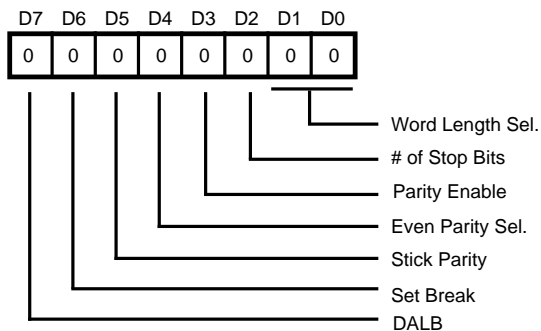 D7 D6 D5 D4 D3 D2 D1 D0
0 0 0 0 0 0 0 0
Word Length Sel.
# of Stop Bits
Parity Enable
Even Parity Sel.
Stick Parity
Set Break
DALB